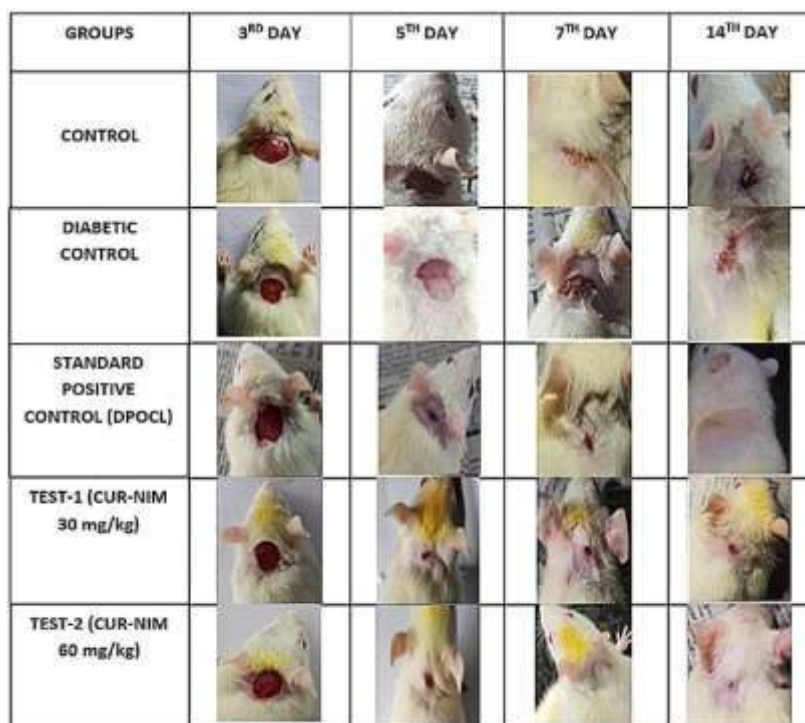 GROUPS 3RD DAY 5TH DAY 7TH DAY 14TH DAY
CONTROL
DIABETIC
CONTROL
STANDARD
POSITIVE
CONTROL (DPOCL)
TEST-1 (CUR-NIM
30 mg/kg)
TEST-2 (CUR-NIM
60 mg/kg)